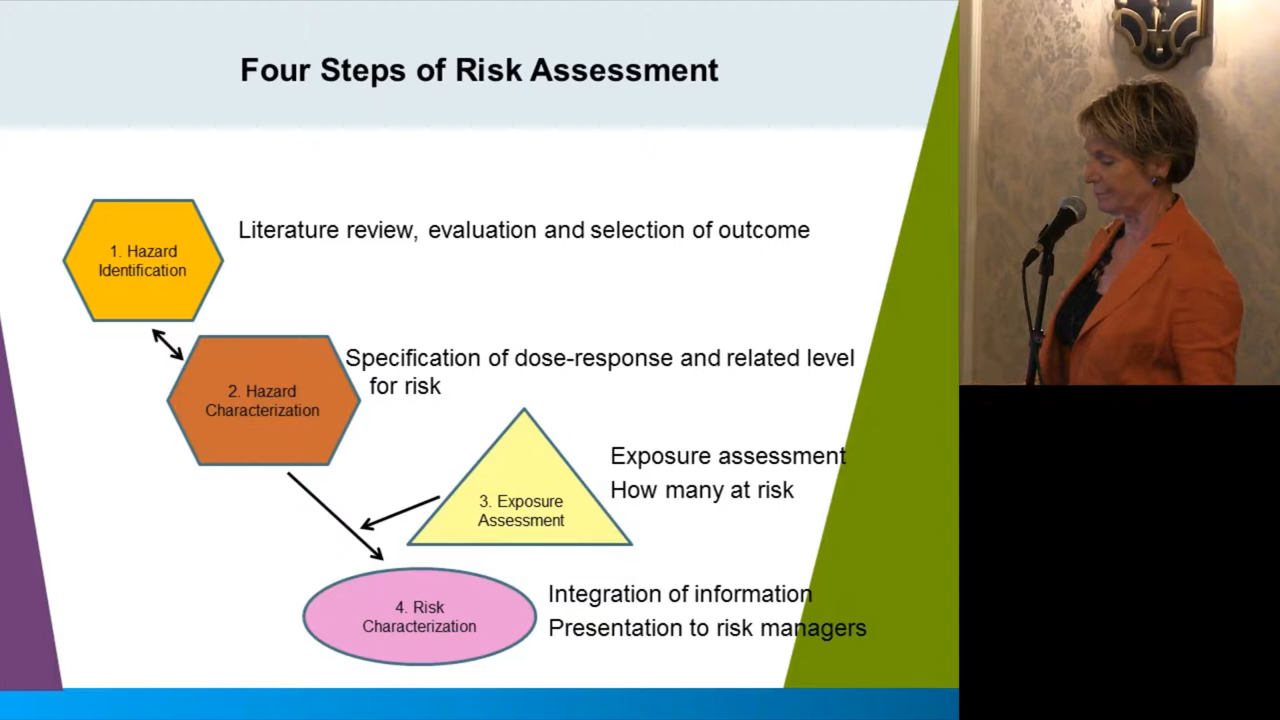 Four Steps of Risk Assessment
1. Hazard
Identification
Literature review, evaluation and selection of outcome
2. Hazard
Characterization
Specification of dose-response and related level
for risk
3. Exposure
Assessment
Exposure assessment
How many at risk
4. Risk
Characterization
Integration of information
Presentation to risk managers